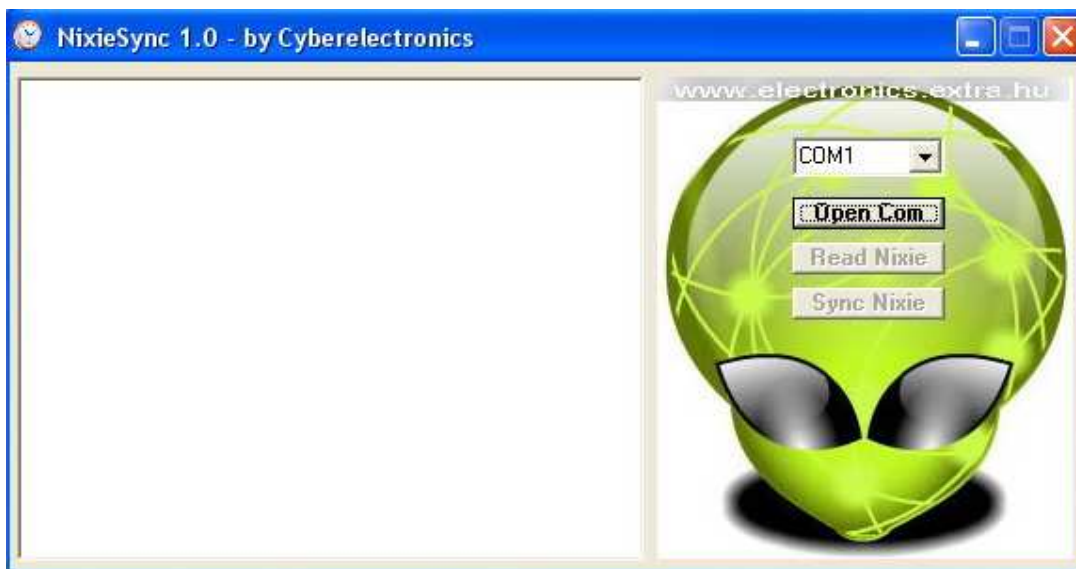 NixieSync 1.0 - by Cyberelectronics
www.electronics.extra.hu
COM1
Open Com
Read Nixie
Sync Nixie